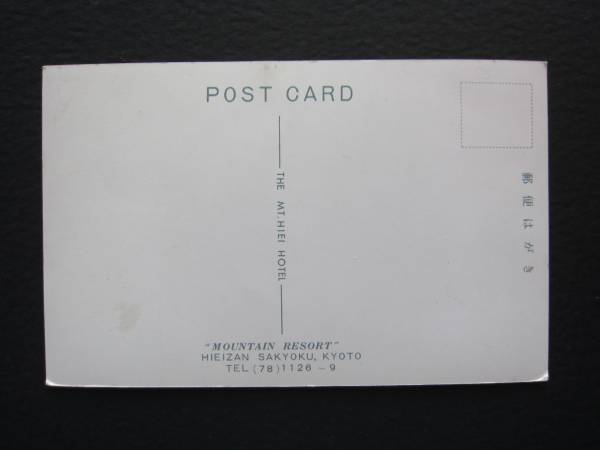 POST CARD
THE MT. HIEI HOTEL
郵便はがき
"MOUNTAIN RESORT"
HIEIZAN SAKYOKU, KYOTO
TEL (78) 1126-9